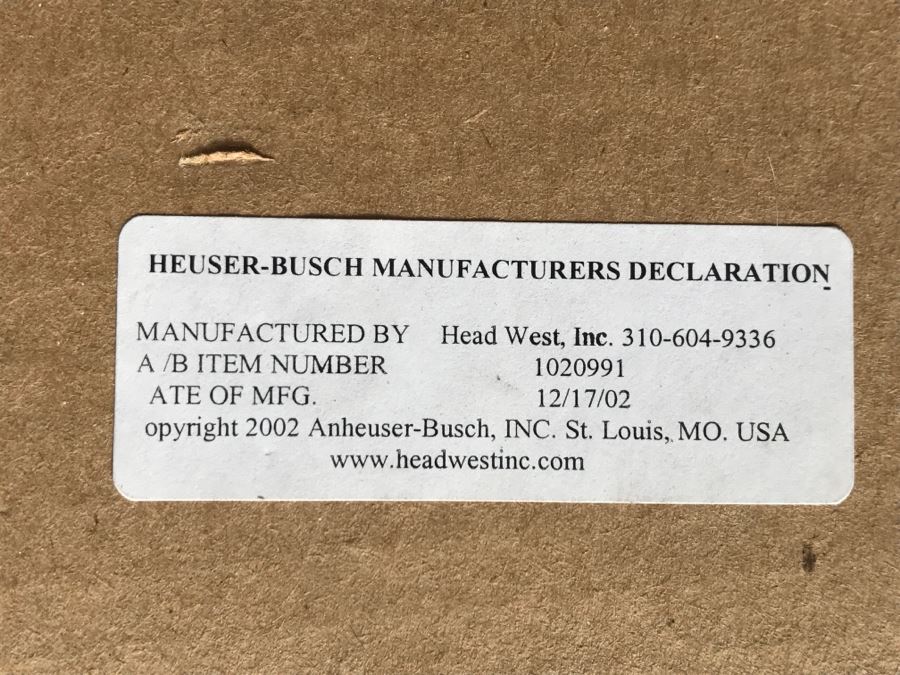 HEUSER-BUSCH MANUFACTURERS DECLARATION
MANUFACTURED BY Head West, Inc. 310-604-9336
A /B ITEM NUMBER 1020991
ATE OF MFG. 12/17/02
opyright 2002 Anheuser-Busch, INC. St. Louis, MO. USA
www.headwestinc.com